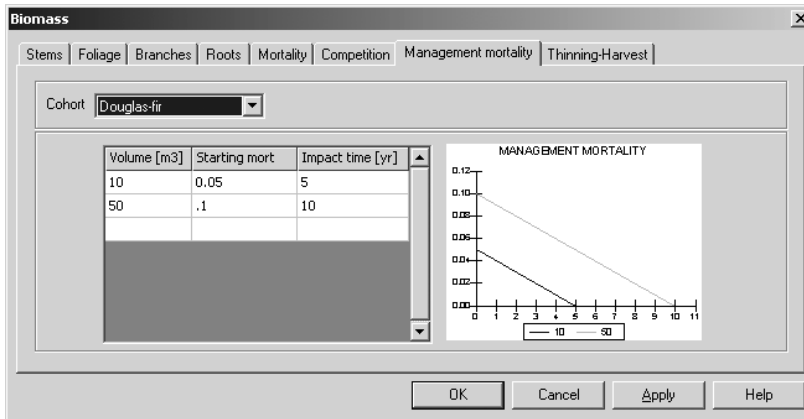 Biomass
Stems Foliage Branches Roots Mortality Competition Management mortality Thinning-Harvest
Cohort Douglas-fir
Volume [m3] Starting mort Impact time [yr]
10 0.05 5
50 .1 10
MANAGEMENT MORTALITY
0.12
0.10
0.08
0.06
0.04
0.02
0.00
0 1 2 3 4 5 6 7 8 9 10 11
10 50
OK Cancel Apply Help